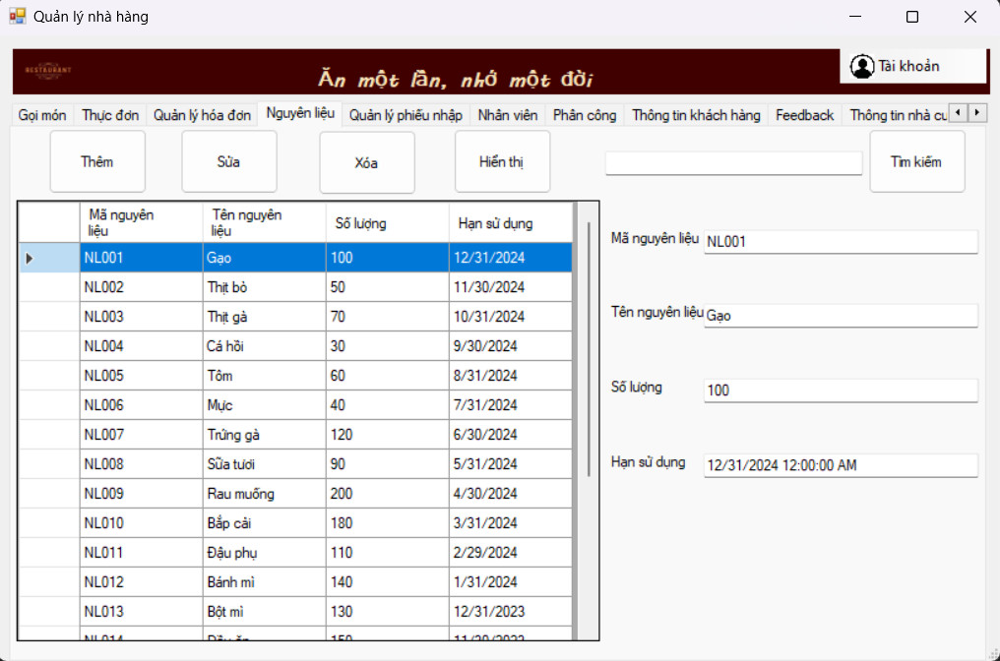 Quản lý nhà hàng
RESTAURANT
Ăn một lần, nhớ một đời
Tài khoản
Gọi món Thực đơn Quản lý hóa đơn Nguyên liệu Quản lý phiếu nhập Nhân viên Phân công Thông tin khách hàng Feedback Thông tin nhà cu
Thêm Sửa Xóa Hiển thị Tìm kiếm
Mã nguyên liệu Tên nguyên liệu Số lượng Hạn sử dụng
NL001 Gạo 100 12/31/2024
NL002 Thịt bò 50 11/30/2024
NL003 Thịt gà 70 10/31/2024
NL004 Cá hồi 30 9/30/2024
NL005 Tôm 60 8/31/2024
NL006 Mực 40 7/31/2024
NL007 Trứng gà 120 6/30/2024
NL008 Sữa tươi 90 5/31/2024
NL009 Rau muống 200 4/30/2024
NL010 Bắp cải 180 3/31/2024
NL011 Đậu phụ 110 2/29/2024
NL012 Bánh mì 140 1/31/2024
NL013 Bột mì 130 12/31/2023
NL014 Dầu ăn 150 11/30/2023
Mã nguyên liệu NL001
Tên nguyên liệu Gạo
Số lượng 100
Hạn sử dụng 12/31/2024 12:00:00 AM